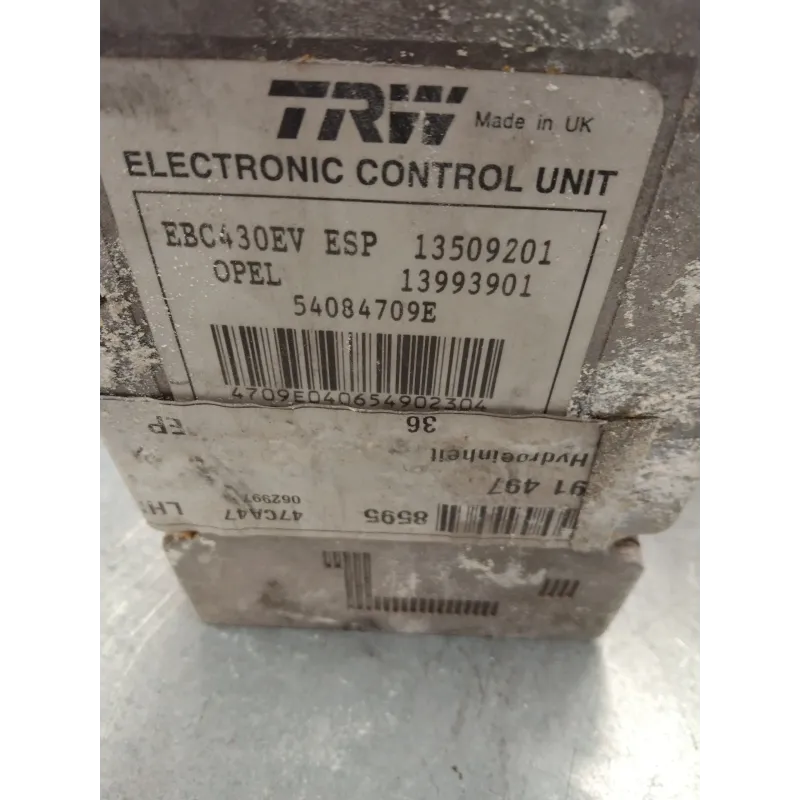 TRW Made in UK
ELECTRONIC CONTROL UNIT
EBC430EV ESP 13509201
OPEL 13993901
54084709E
4709E040654902304
36
EP
Hydroeinheit
91 497
062997
8595 47CA47 LH